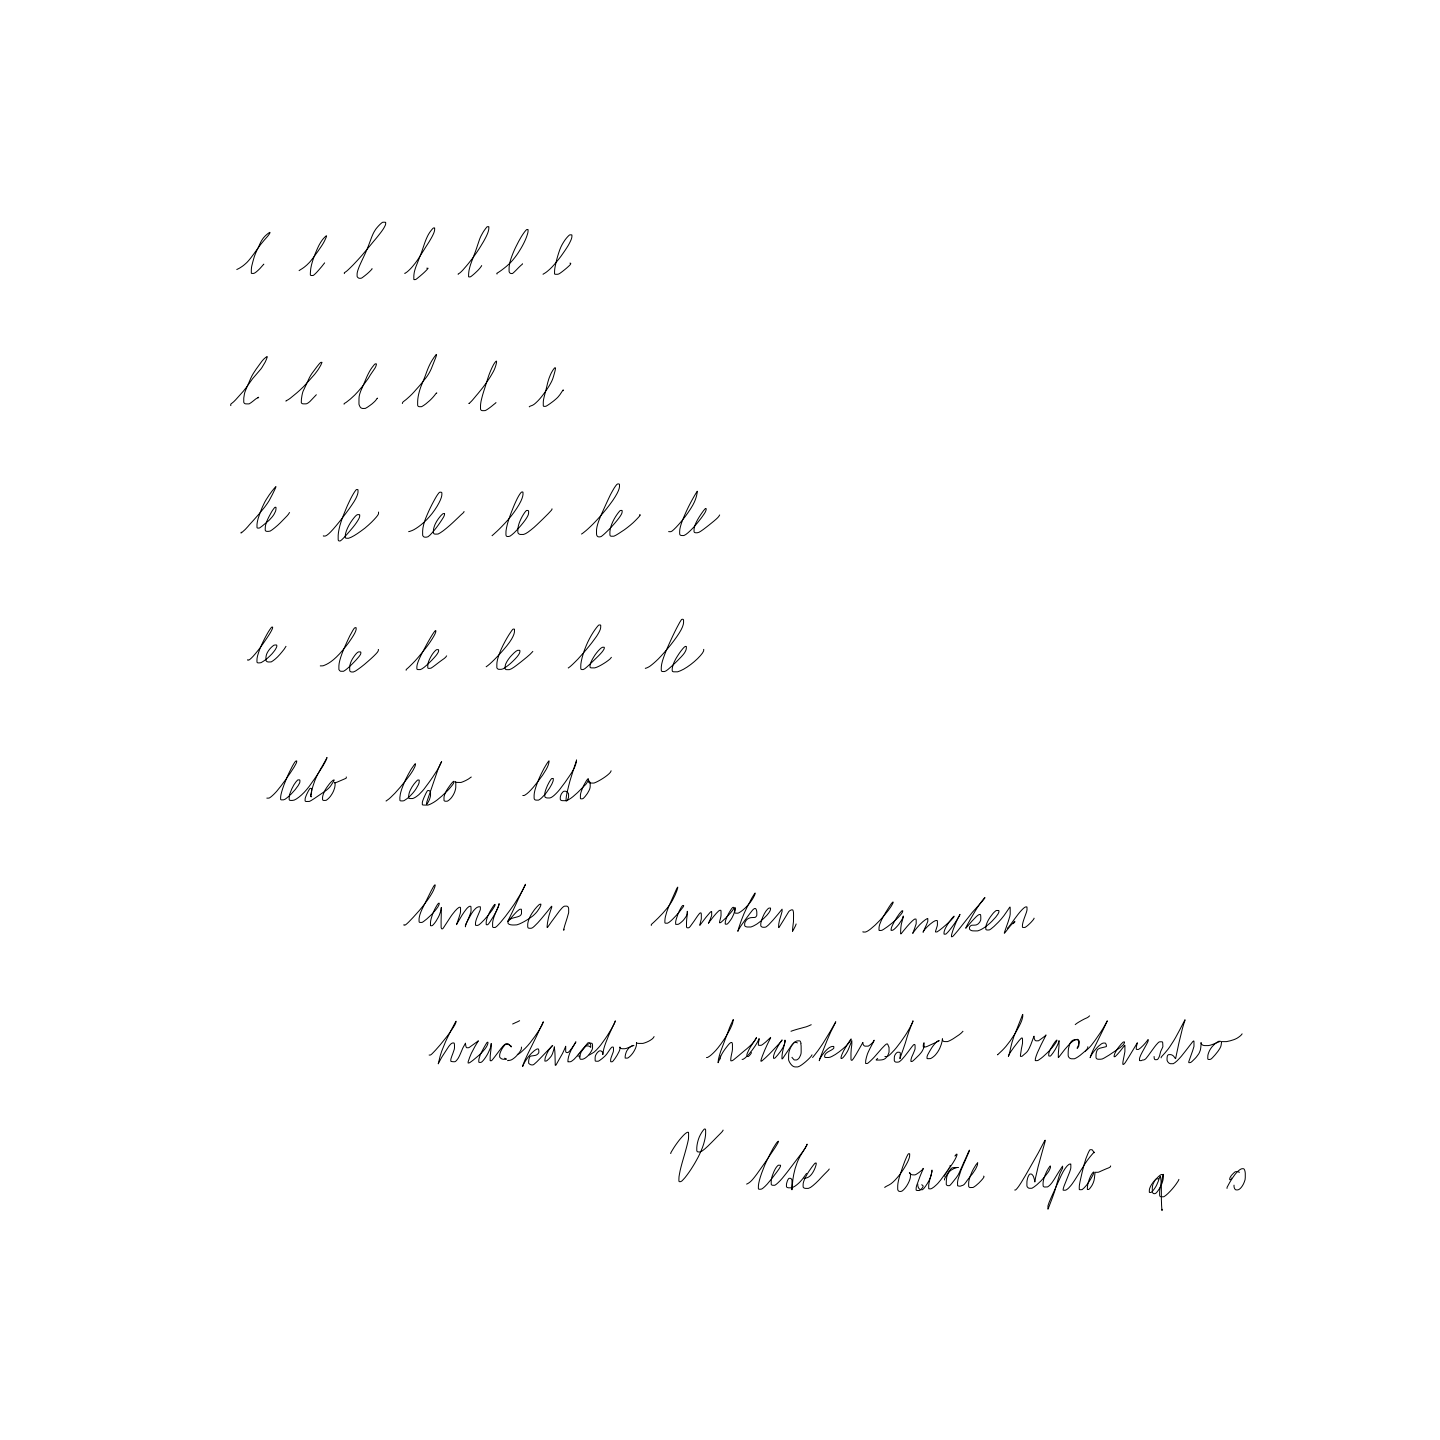 l l l l l l l
l l l l l l
le le le le le le
le le le le le le
leto leto leto
lamaken lamoken lamaken
hračkarstvo hračkarstvo hračkarstvo
V lete bude teplo a o